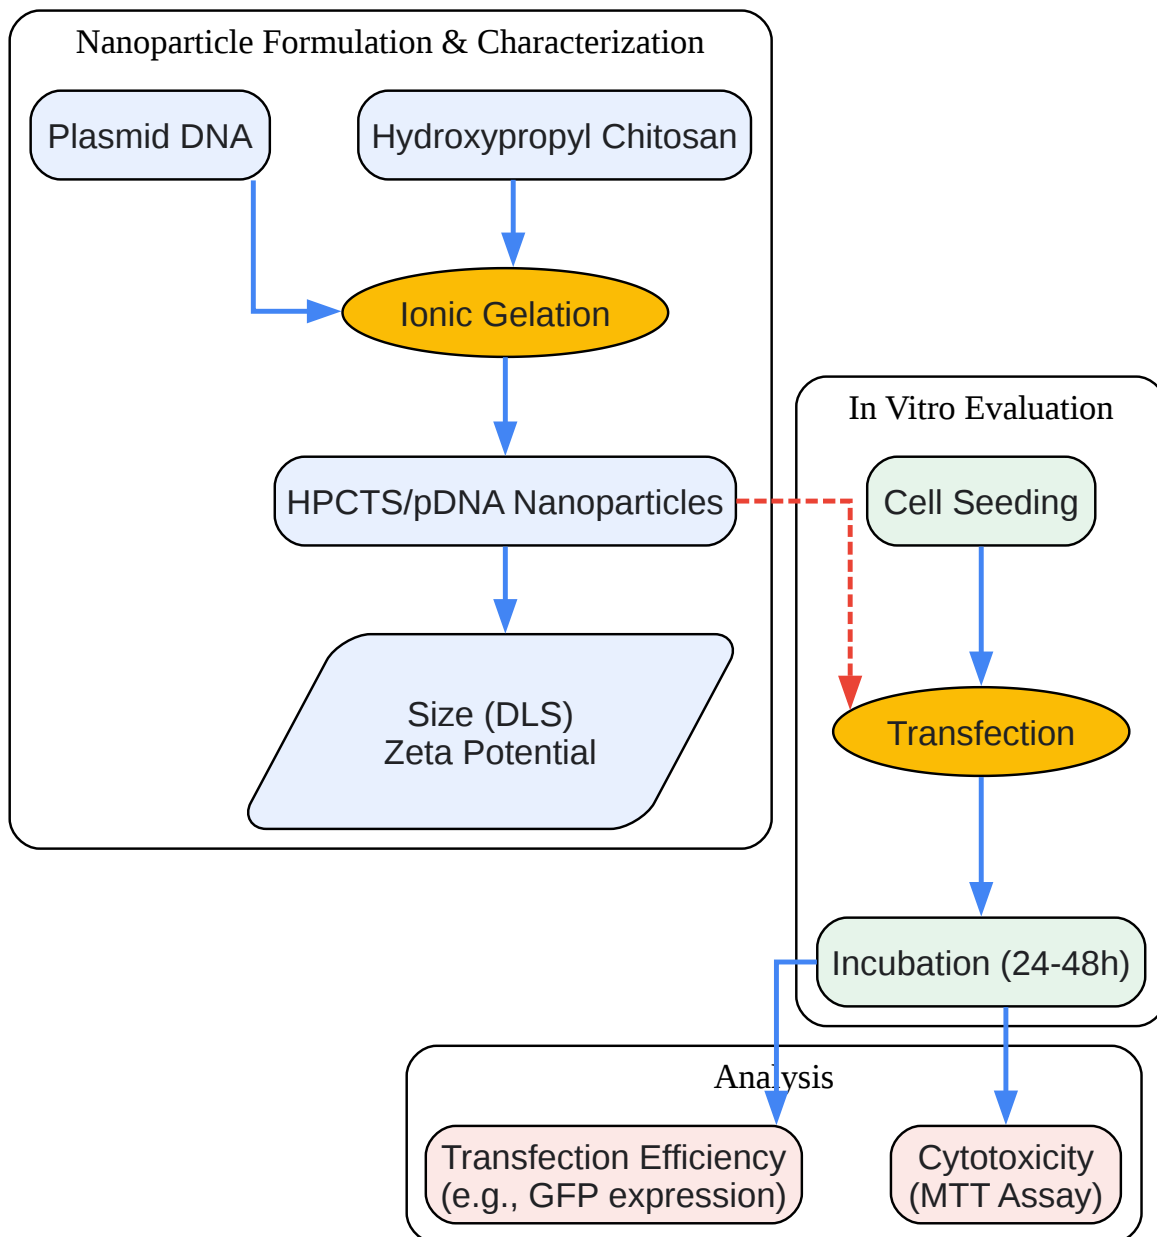 Nanoparticle Formulation & Characterization
Plasmid DNA
Hydroxypropyl Chitosan
Ionic Gelation
HPCTS/pDNA Nanoparticles
Size (DLS)
Zeta Potential
In Vitro Evaluation
Cell Seeding
Transfection
Incubation (24-48h)
Analysis
Transfection Efficiency
(e.g., GFP expression)
Cytotoxicity
(MTT Assay)